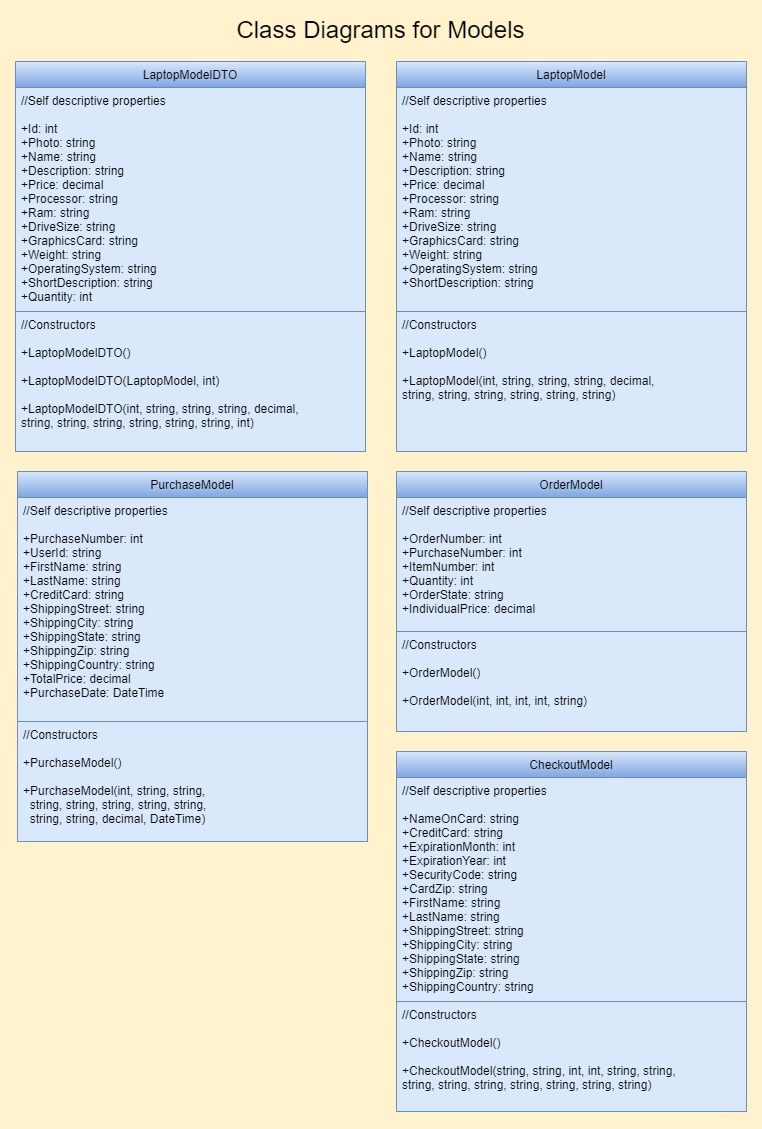 Class Diagrams for Models
LaptopModelDTO
//Self descriptive properties
+Id: int
+Photo: string
+Name: string
+Description: string
+Price: decimal
+Processor: string
+Ram: string
+DriveSize: string
+GraphicsCard: string
+Weight: string
+OperatingSystem: string
+ShortDescription: string
+Quantity: int
//Constructors
+LaptopModelDTO()
+LaptopModelDTO(LaptopModel, int)
+LaptopModelDTO(int, string, string, string, decimal,
string, string, string, string, string, string, int)
LaptopModel
//Self descriptive properties
+Id: int
+Photo: string
+Name: string
+Description: string
+Price: decimal
+Processor: string
+Ram: string
+DriveSize: string
+GraphicsCard: string
+Weight: string
+OperatingSystem: string
+ShortDescription: string
//Constructors
+LaptopModel()
+LaptopModel(int, string, string, string, decimal,
string, string, string, string, string, string)
PurchaseModel
//Self descriptive properties
+PurchaseNumber: int
+UserId: string
+FirstName: string
+LastName: string
+CreditCard: string
+ShippingStreet: string
+ShippingCity: string
+ShippingState: string
+ShippingZip: string
+ShippingCountry: string
+TotalPrice: decimal
+PurchaseDate: DateTime
//Constructors
+PurchaseModel()
+PurchaseModel(int, string, string,
string, string, string, string, string,
string, string, decimal, DateTime)
OrderModel
//Self descriptive properties
+OrderNumber: int
+PurchaseNumber: int
+ItemNumber: int
+Quantity: int
+OrderState: string
+IndividualPrice: decimal
//Constructors
+OrderModel()
+OrderModel(int, int, int, int, string)
CheckoutModel
//Self descriptive properties
+NameOnCard: string
+CreditCard: string
+ExpirationMonth: int
+ExpirationYear: int
+SecurityCode: string
+CardZip: string
+FirstName: string
+LastName: string
+ShippingStreet: string
+ShippingCity: string
+ShippingState: string
+ShippingZip: string
+ShippingCountry: string
//Constructors
+CheckoutModel()
+CheckoutModel(string, string, int, int, string, string,
string, string, string, string, string, string, string)